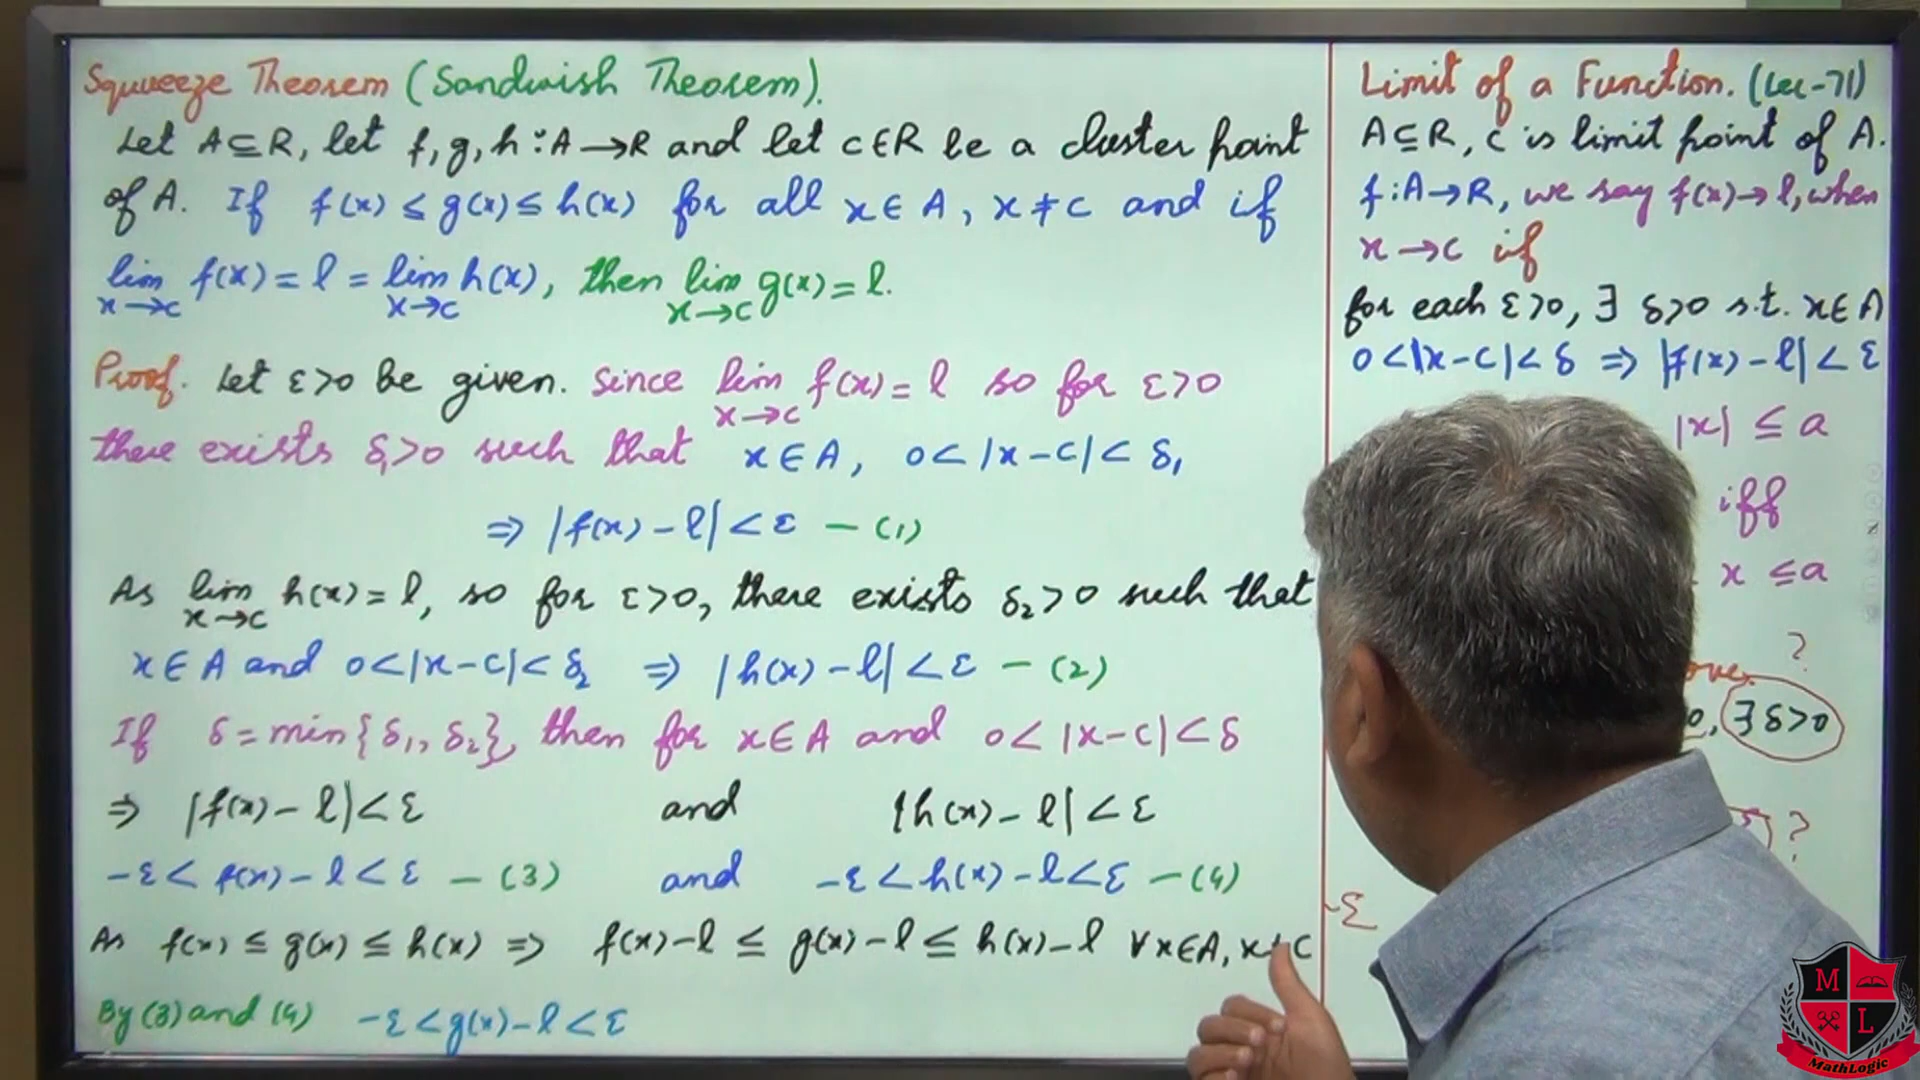 Squueeze Theorem (Sandwish Theorem).
Let A⊆R, let f, g, h : A→R and let c∈R be a cluster point
of A. If f(x) ≤ g(x) ≤ h(x) for all x∈A, x≠c and if
lim f(x) = l = lim h(x), then lim g(x) = l.
x→c x→c x→c
Proof. Let ε>0 be given. Since lim f(x) = l so for ε>0
x→c
there exists δ₁>0 such that x∈A, 0<|x-c|<δ₁
⇒ |f(x)-l|<ε — (1)
As lim h(x)=l, so for ε>0, there exists δ₂>0 such that
x→c
x∈A and 0<|x-c|<δ₂ ⇒ |h(x)-l|<ε — (2)
If δ=min{δ₁, δ₂}, then for x∈A and 0<|x-c|<δ
⇒ |f(x)-l|<ε and |h(x)-l|<ε
-ε<f(x)-l<ε — (3) and -ε<h(x)-l<ε — (4)
As f(x) ≤ g(x) ≤ h(x) ⇒ f(x)-l ≤ g(x)-l ≤ h(x)-l ∀x∈A, x≠c
By (3) and (4) -ε<g(x)-l<ε
Limit of a Function. (Lec-71)
A⊆R, c is limit point of A.
f:A→R, we say f(x)→l, when
x→c if
for each ε>0, ∃ δ>0 s.t. x∈A
0<|x-c|<δ ⇒ |f(x)-l|<ε
|x| ≤ a
iff
x ≤a
?
, ∃ δ>0
?
-ε
M
L
MathLogic